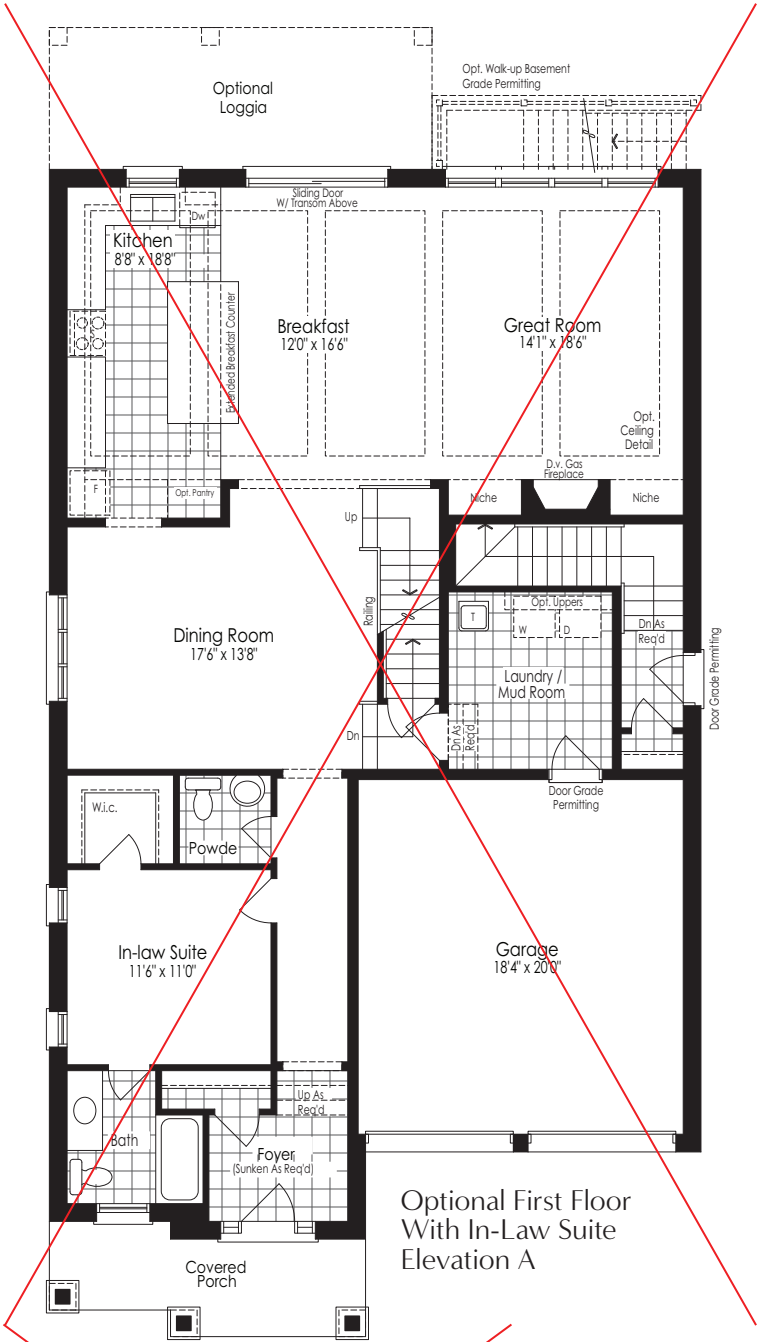 Opt. Walk-up Basement
Grade Permitting
Optional
Loggia
Sliding Door
W/ Transom Above
Dw
Kitchen
8'8" x 18'8"
Extended Breakfast Counter
Breakfast
12'0" x 16'6"
Great Room
14'1" x 18'6"
Opt.
Ceiling
Detail
D.v. Gas
Fireplace
F
Opt. Pantry
Niche
Niche
Up
Railing
Dining Room
17'6" x 13'8"
T
Opt. Uppers
W
D
Dn As
Req'd
Laundry /
Mud Room
Door Grade Permitting
Dn
Dn As
Req'd
Door Grade
Permitting
W.i.c.
Powde
In-law Suite
11'6" x 11'0"
Garage
18'4" x 20'0"
Up As
Req'd
Bath
Foyer
(Sunken As Req'd)
Optional First Floor
With In-Law Suite
Elevation A
Covered
Porch